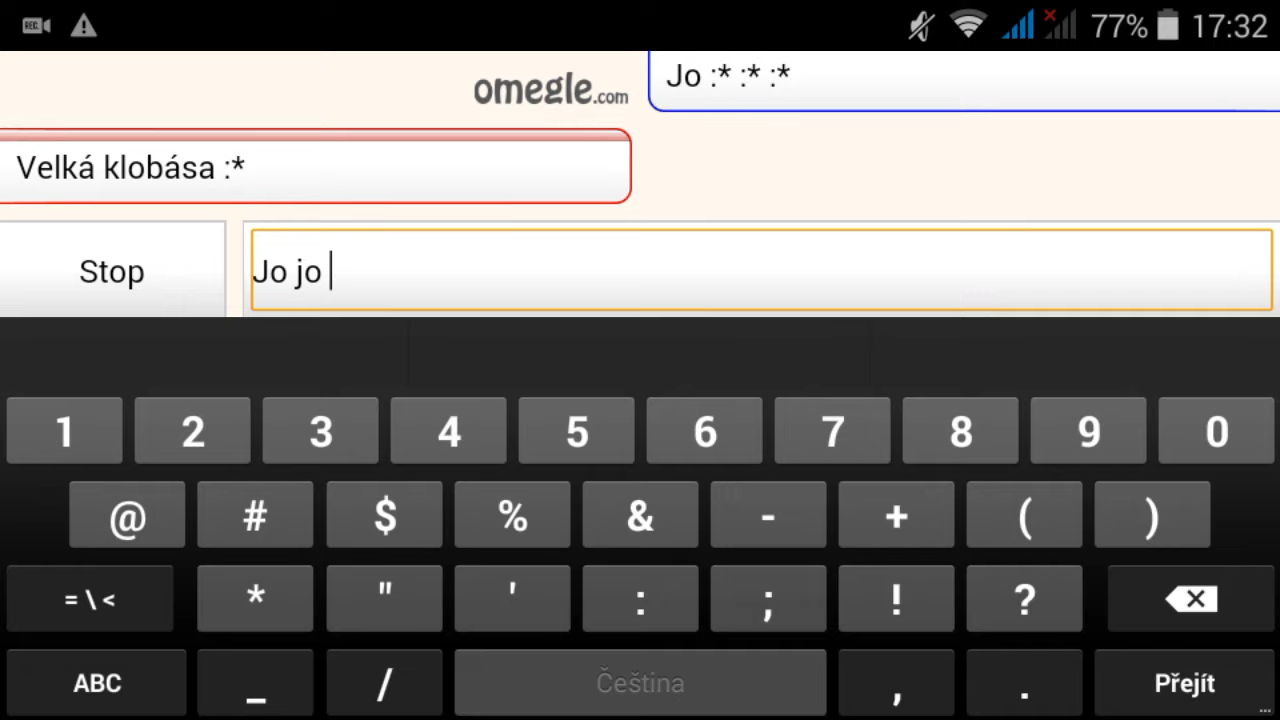 REC.
77% 17:32
omegle.com
Jo :* :* :*
Velká klobása :*
Stop
Jo jo
1 2 3 4 5 6 7 8 9 0
@ # $ % & - + ( )
= \ < * " ' : ; ! ?
ABC _ / Čeština , . Přejít ...